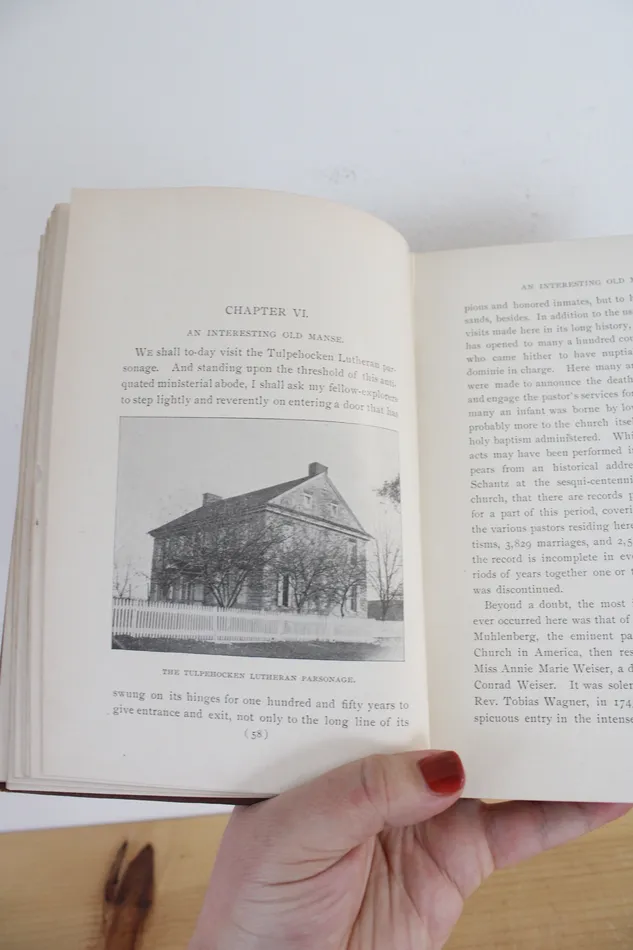 CHAPTER VI.
AN INTERESTING OLD MANSE.
WE shall to-day visit the Tulpehocken Lutheran par-
sonage. And standing upon the threshold of this anti-
quated ministerial abode, I shall ask my fellow-explorers
to step lightly and reverently on entering a door that has
THE TULPEHOCKEN LUTHERAN PARSONAGE.
swung on its hinges for one hundred and fifty years to
give entrance and exit, not only to the long line of its
(58)
AN INTERESTING OLD M
pious and honored inmates, but to
sands, besides. In addition to the
visits made here in its long history,
has opened to many a hundred
who came hither to have
dominie in charge. Here many
were made to announce the death
and engage the pastor's services for
many an infant was borne by
probably more to the church
holy baptism administered.
acts may have been performed
pears from an historical
Schantz at the
church, that there are records
for a part of this period,
the various pastors residing here
tisms, 3,829 marriages, and
the record is incomplete in
riods of years together one or
was discontinued.
Beyond a doubt, the most
ever occurred here was that of
Muhlenberg, the eminent
Church in America, then
Miss Annie Marie Weiser, a
Conrad Weiser. It was
Rev. Tobias Wagner, in 174
spicuous entry in the